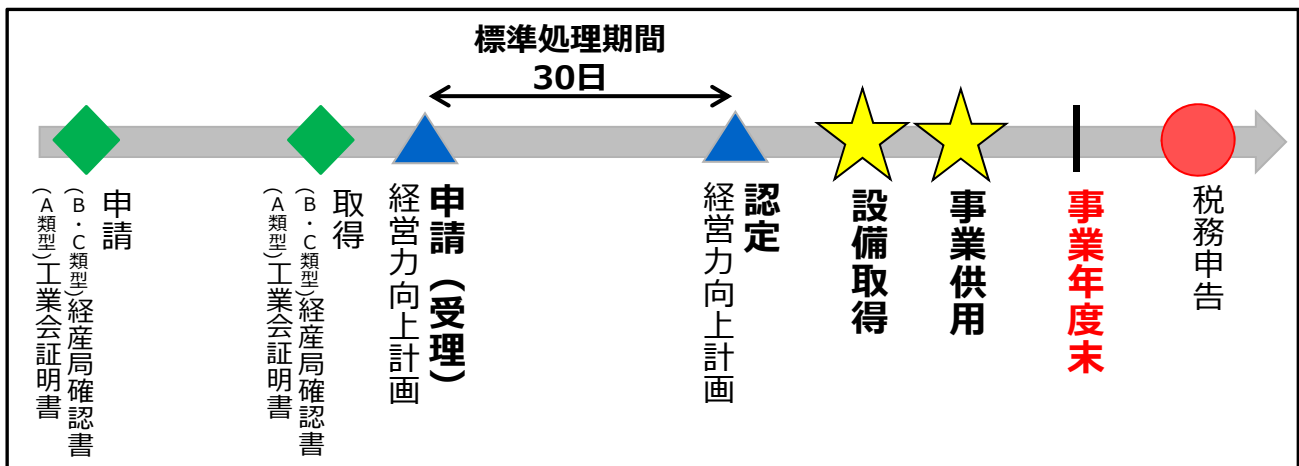 標準処理期間
30日
申請
(B・C類型)経産局確認書
(A類型)工業会証明書
取得
(B・C類型)経産局確認書
(A類型)工業会証明書
申請(受理)
経営力向上計画
認定
経営力向上計画
設備取得
事業供用
事業年度末
税務申告